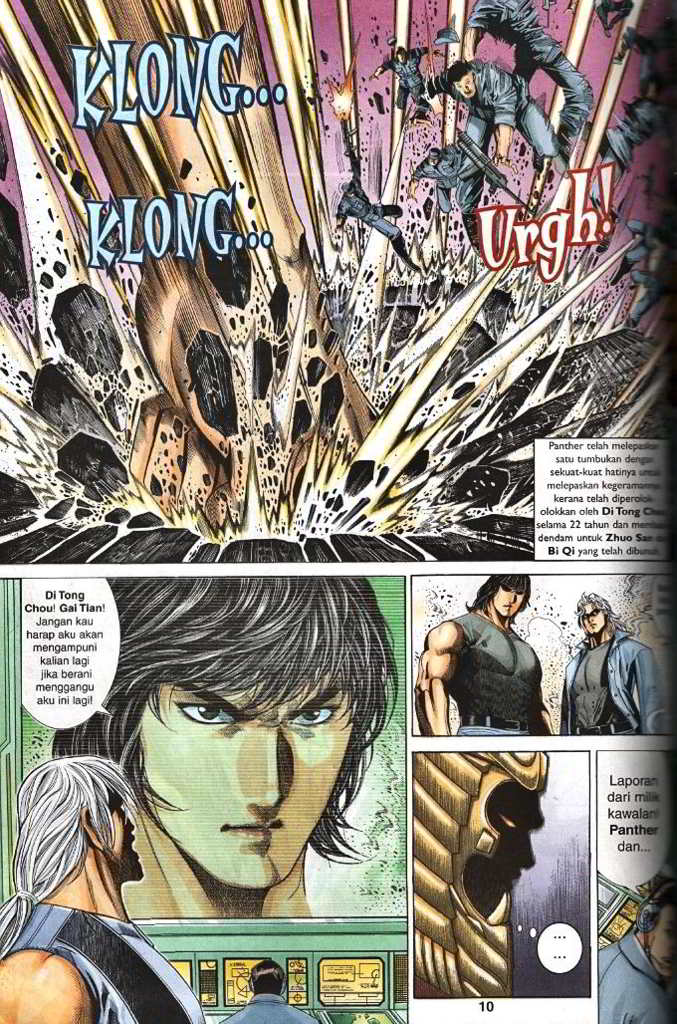 KLONG...
KLONG...
Urgh!
Panther telah melepaskan
satu tumbukan dengan
sekuat-kuat hatinya untuk
melepaskan kegeramannya
kerana telah diperolok-
olokkan oleh Di Tong Chou
selama 22 tahun dan
dendam untuk Zhuo San
Bi Qi yang telah dibunuh.
Di Tong
Chou! Gai Tian!
Jangan kau
harap aku akan
mengampuni
kalian lagi
jika berani
menggangu
aku ini lagi!
Laporan
dari
kawalan
Panther
dan...
...
...
10